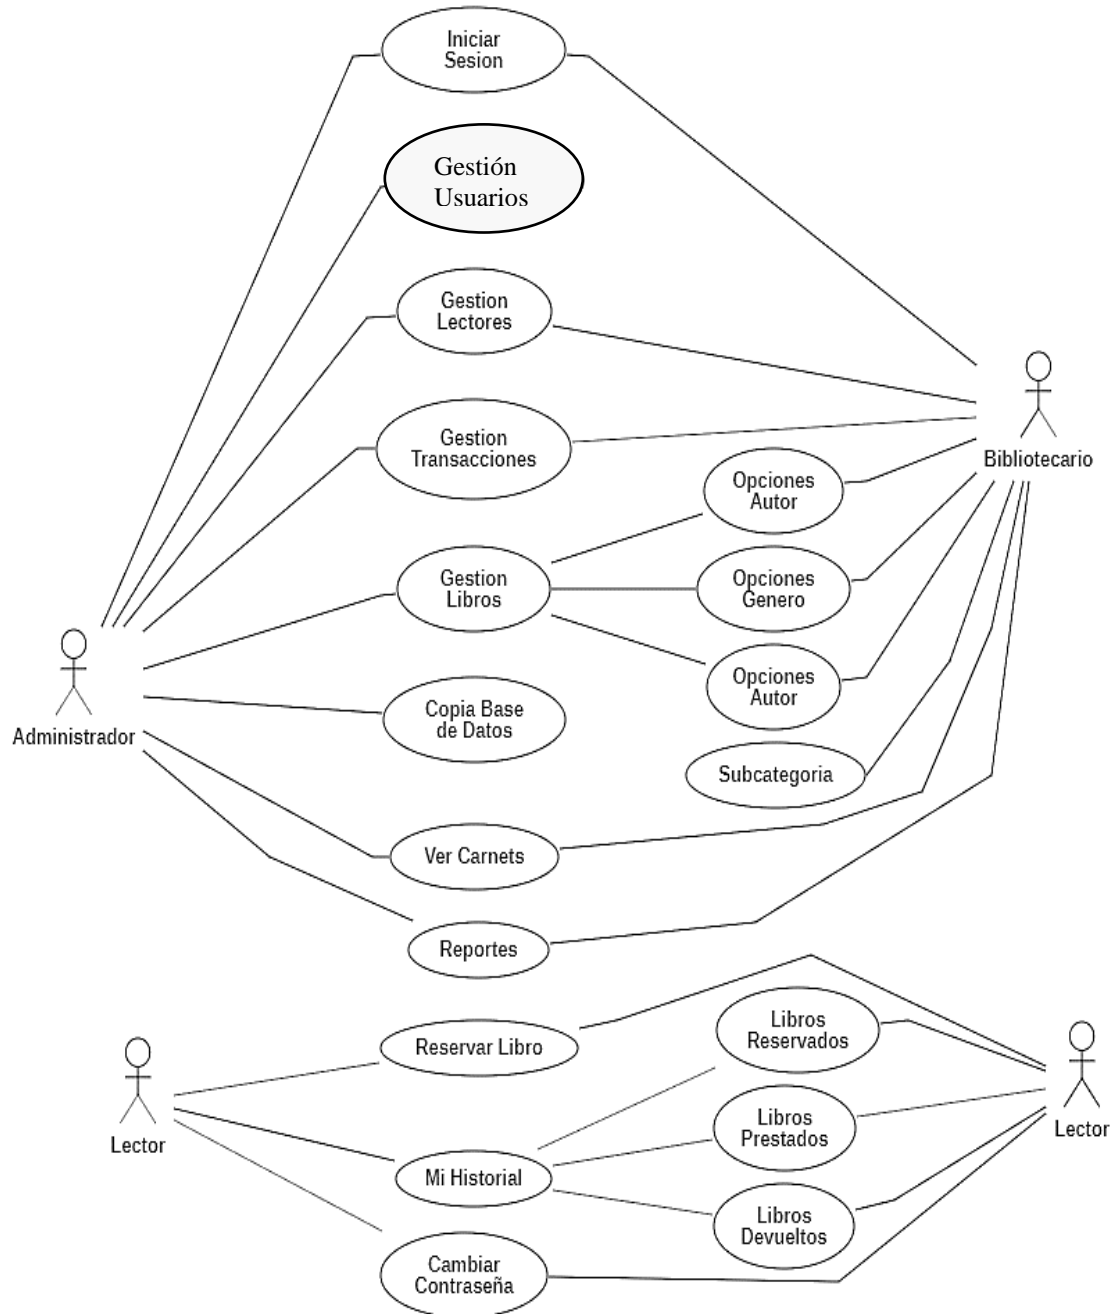 Iniciar
Sesion
Gestión
Usuarios
Gestion
Lectores
Gestion
Transacciones
Bibliotecario
Opciones
Autor
Gestion
Libros
Opciones
Genero
Opciones
Autor
Administrador
Copia Base
de Datos
Subcategoria
Ver Carnets
Reportes
Reservar Libro
Libros
Reservados
Lector
Libros
Prestados
Lector
Mi Historial
Libros
Devueltos
Cambiar
Contraseña